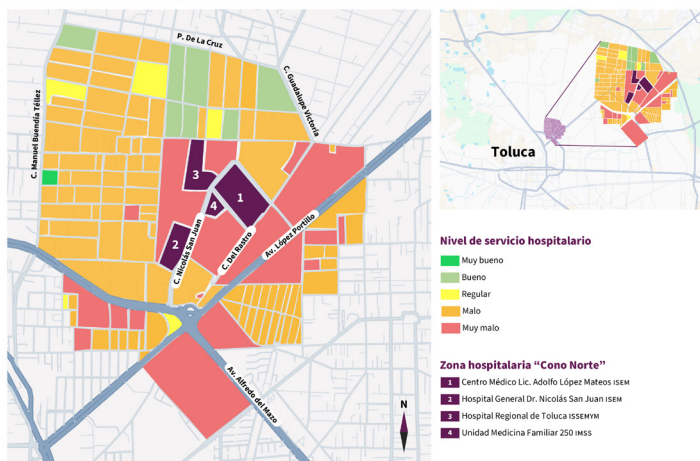 P. De La Cruz
C. Guadalupe Victoria
C. Manuel Buendía Téllez
3
1
4
2
C. Nicolás San Juan
C. Del Rastro
Av. López Portillo
Av. Alfredo del Mazo
N
Toluca
Nivel de servicio hospitalario
Muy bueno
Bueno
Regular
Malo
Muy malo
Zona hospitalaria “Cono Norte”
1 Centro Médico Lic. Adolfo López Mateos ISEM
2 Hospital General Dr. Nicolás San Juan ISEM
3 Hospital Regional de Toluca ISSEMYM
4 Unidad Medicina Familiar 250 IMSS